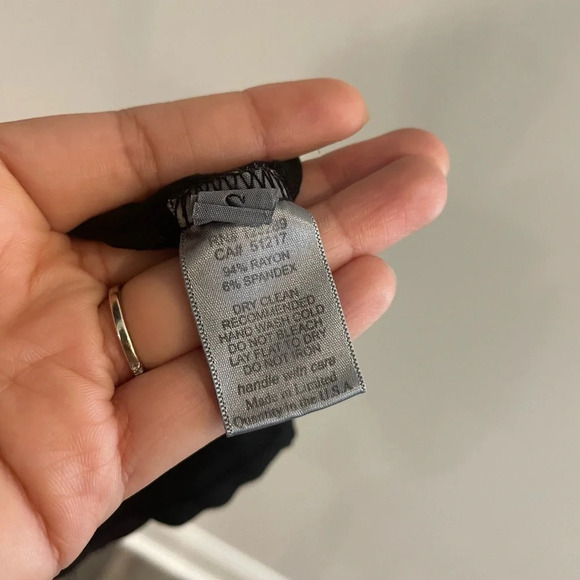 S
RN#
CA# 51217
94% RAYON
6% SPANDEX
DRY CLEAN
RECOMMENDED
HAND WASH COLD
DO NOT BLEACH
LAY FLAT TO DRY
DO NOT IRON
handle with care
Made in Limited
Quantity in the U.S.A.